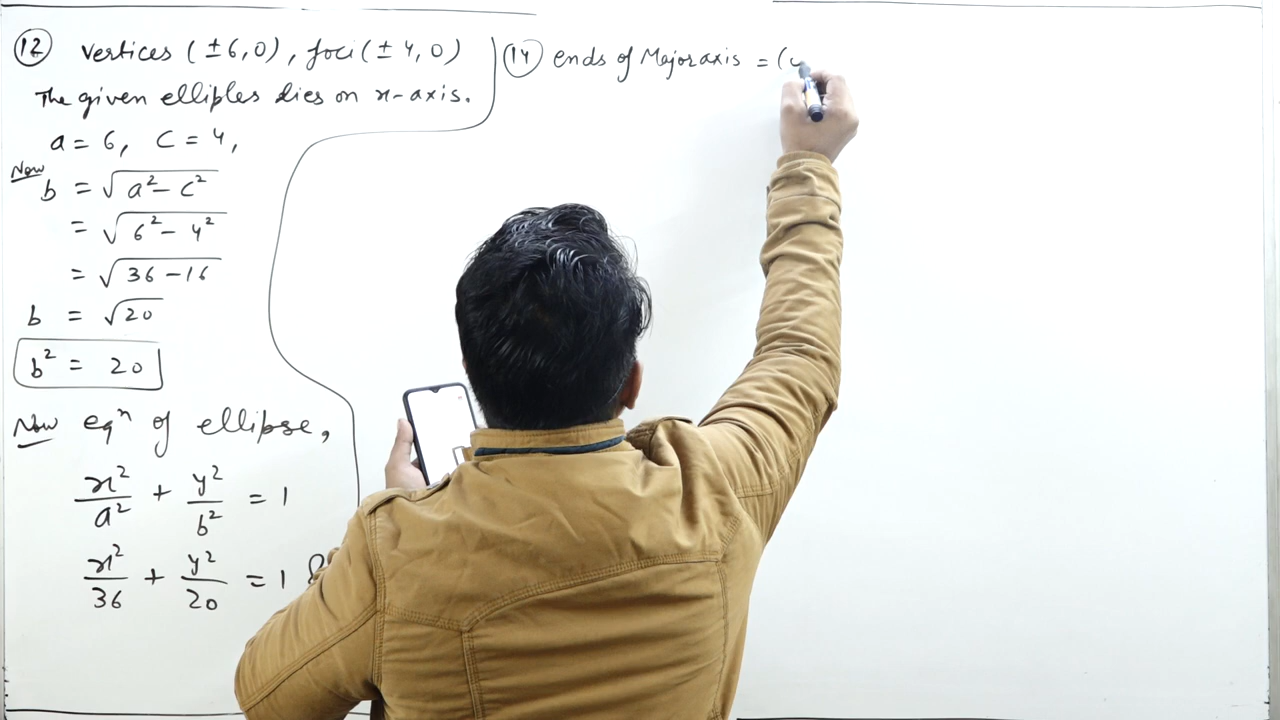 12 vertices (±6,0), foci (±4,0)
The given elliples dies on x-axis.
a = 6, C = 4,
Now
b = √a² - c²
= √6² - 4²
= √36 - 16
b = √20
b² = 20
Now eqⁿ of ellipse,
x²/a² + y²/b² = 1
x²/36 + y²/20 = 1
14 ends of Major axis = (